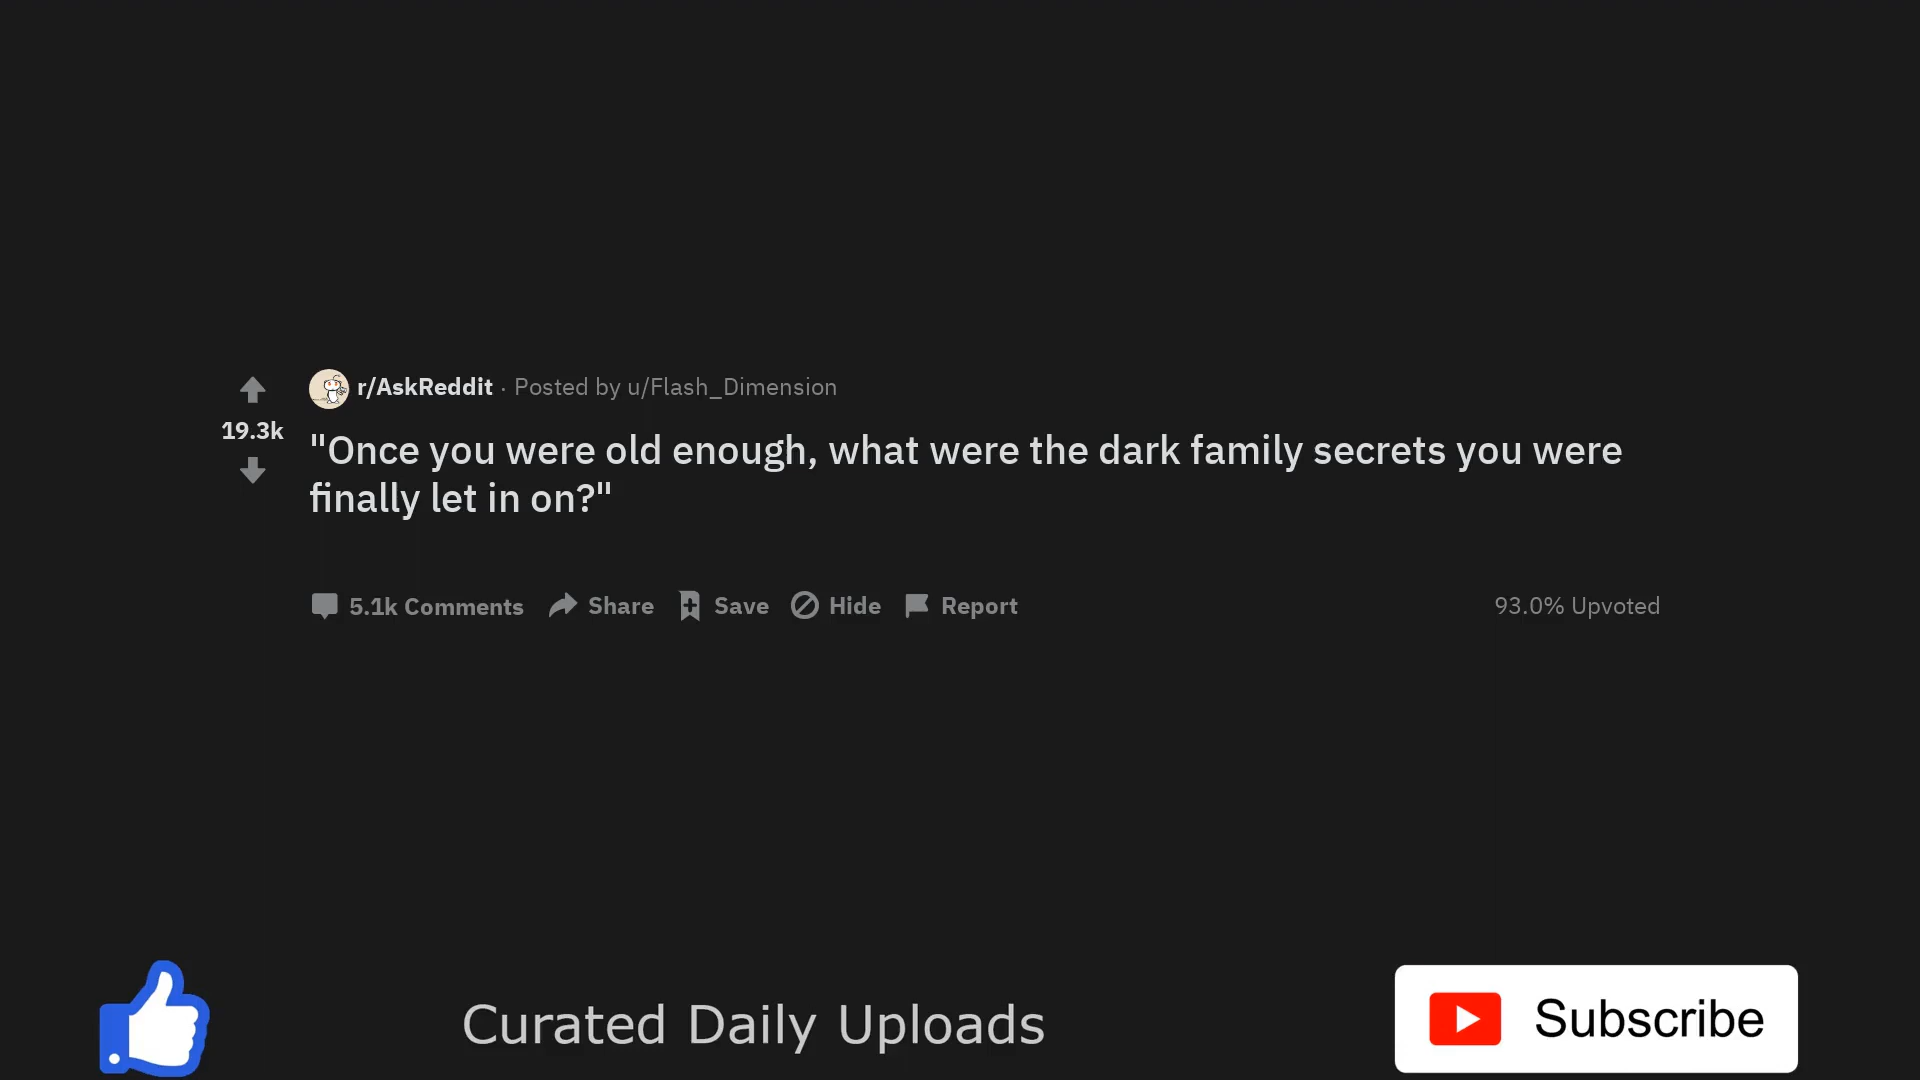 r/AskReddit · Posted by u/Flash_Dimension
19.3k
"Once you were old enough, what were the dark family secrets you were
finally let in on?"
5.1k Comments Share Save Hide Report 93.0% Upvoted
Curated Daily Uploads Subscribe